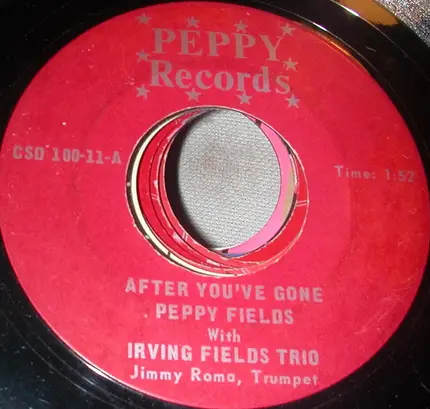 PEPPY
Records
CSD 100-11-A
Time: 1:52
AFTER YOU'VE GONE
PEPPY FIELDS
With
IRVING FIELDS TRIO
Jimmy Roma, Trumpet